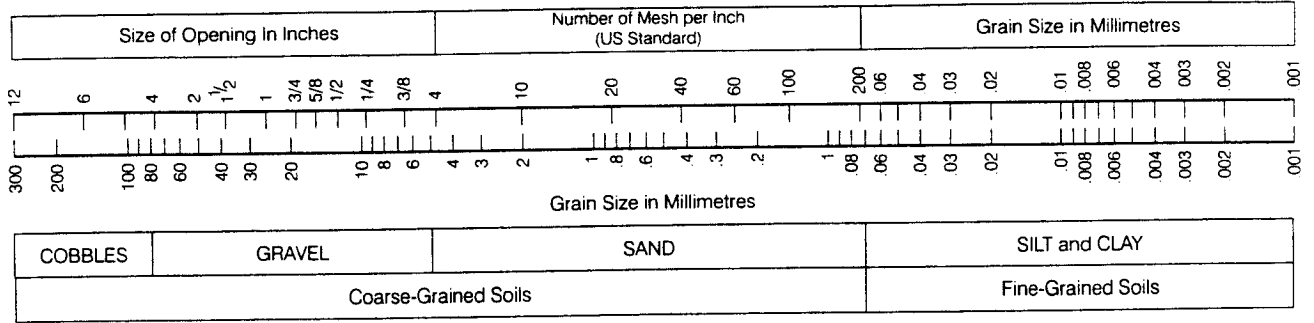 Size of Opening In Inches
Number of Mesh per Inch
(US Standard)
Grain Size in Millimetres
12 6 4 2 1½ 1 3/4 5/8 1/2 1/4 3/8 4 10 20 40 60 100 200 .06 .04 .03 .02 .01 .008 .006 .004 .003 .002 .001
300 200 100 80 60 40 30 20 10 8 6 4 3 2 1 .8 .6 .4 .3 .2 1 .08 .06 .04 .03 .02 .01 .008 .006 .004 .003 .002 .001
Grain Size in Millimetres
COBBLES GRAVEL SAND SILT and CLAY
Coarse-Grained Soils Fine-Grained Soils